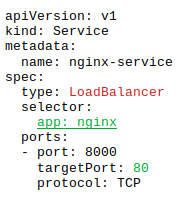 apiVersion: v1
kind: Service
metadata:
  name: nginx-service
spec:
  type: LoadBalancer
  selector:
    app: nginx
  ports:
  - port: 8000
    targetPort: 80
    protocol: TCP